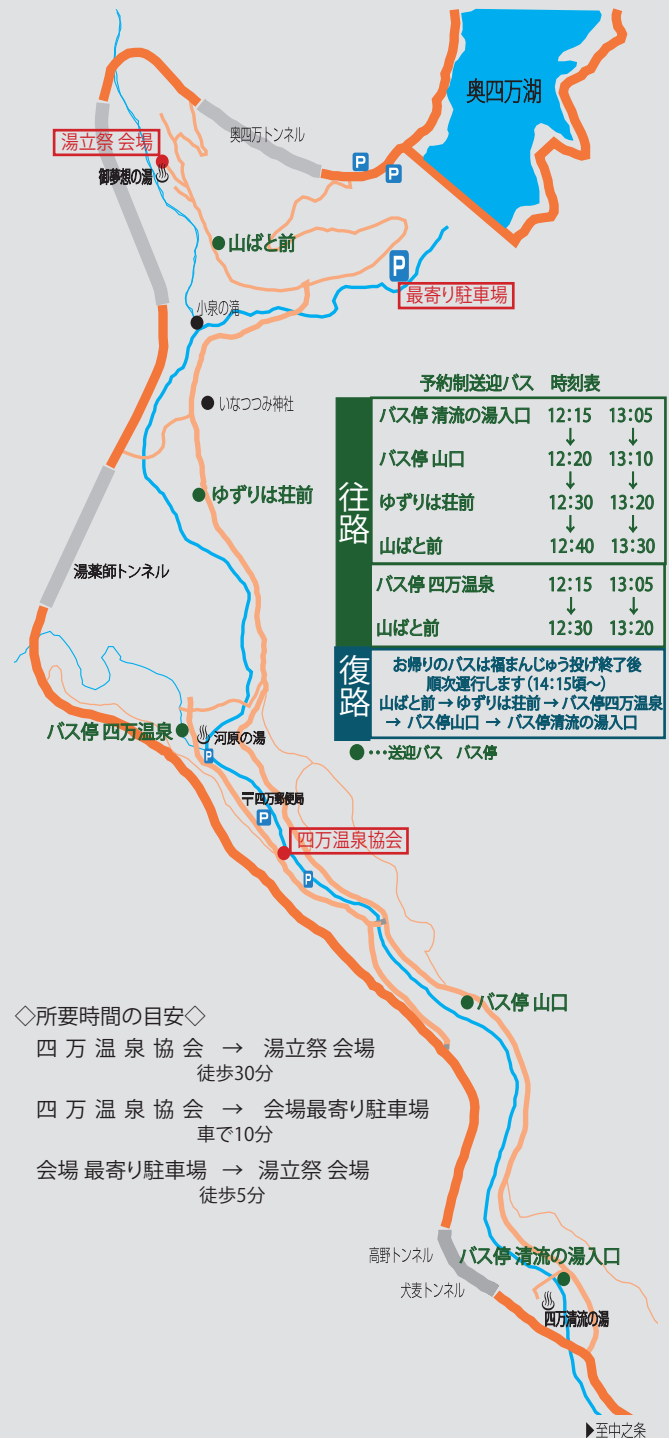 奥四万湖
奥四万トンネル
湯立祭 会場
御夢想の湯
P
P
山ばと前
P
最寄り駐車場
小泉の滝
いなつつみ神社
ゆずりは荘前
湯薬師トンネル
予約制送迎バス 時刻表
往路
バス停 清流の湯入口 12:15 13:05
↓ ↓
バス停 山口 12:20 13:10
↓ ↓
ゆずりは荘前 12:30 13:20
↓ ↓
山ばと前 12:40 13:30
バス停 四万温泉 12:15 13:05
↓ ↓
山ばと前 12:30 13:20
復路
お帰りのバスは福まんじゅう投げ終了後
順次運行します(14:15頃~)
山ばと前 → ゆずりは荘前 → バス停四万温泉
→ バス停山口 → バス停清流の湯入口
●…送迎バス バス停
バス停 四万温泉
河原の湯
P
〒四万郵便局
P
四万温泉協会
P
バス停 山口
◇所要時間の目安◇
四万温泉協会 → 湯立祭 会場
徒歩30分
四万温泉協会 → 会場最寄り駐車場
車で10分
会場 最寄り駐車場 → 湯立祭 会場
徒歩5分
高野トンネル
バス停 清流の湯入口
犬麦トンネル
四万清流の湯
▶至中之条